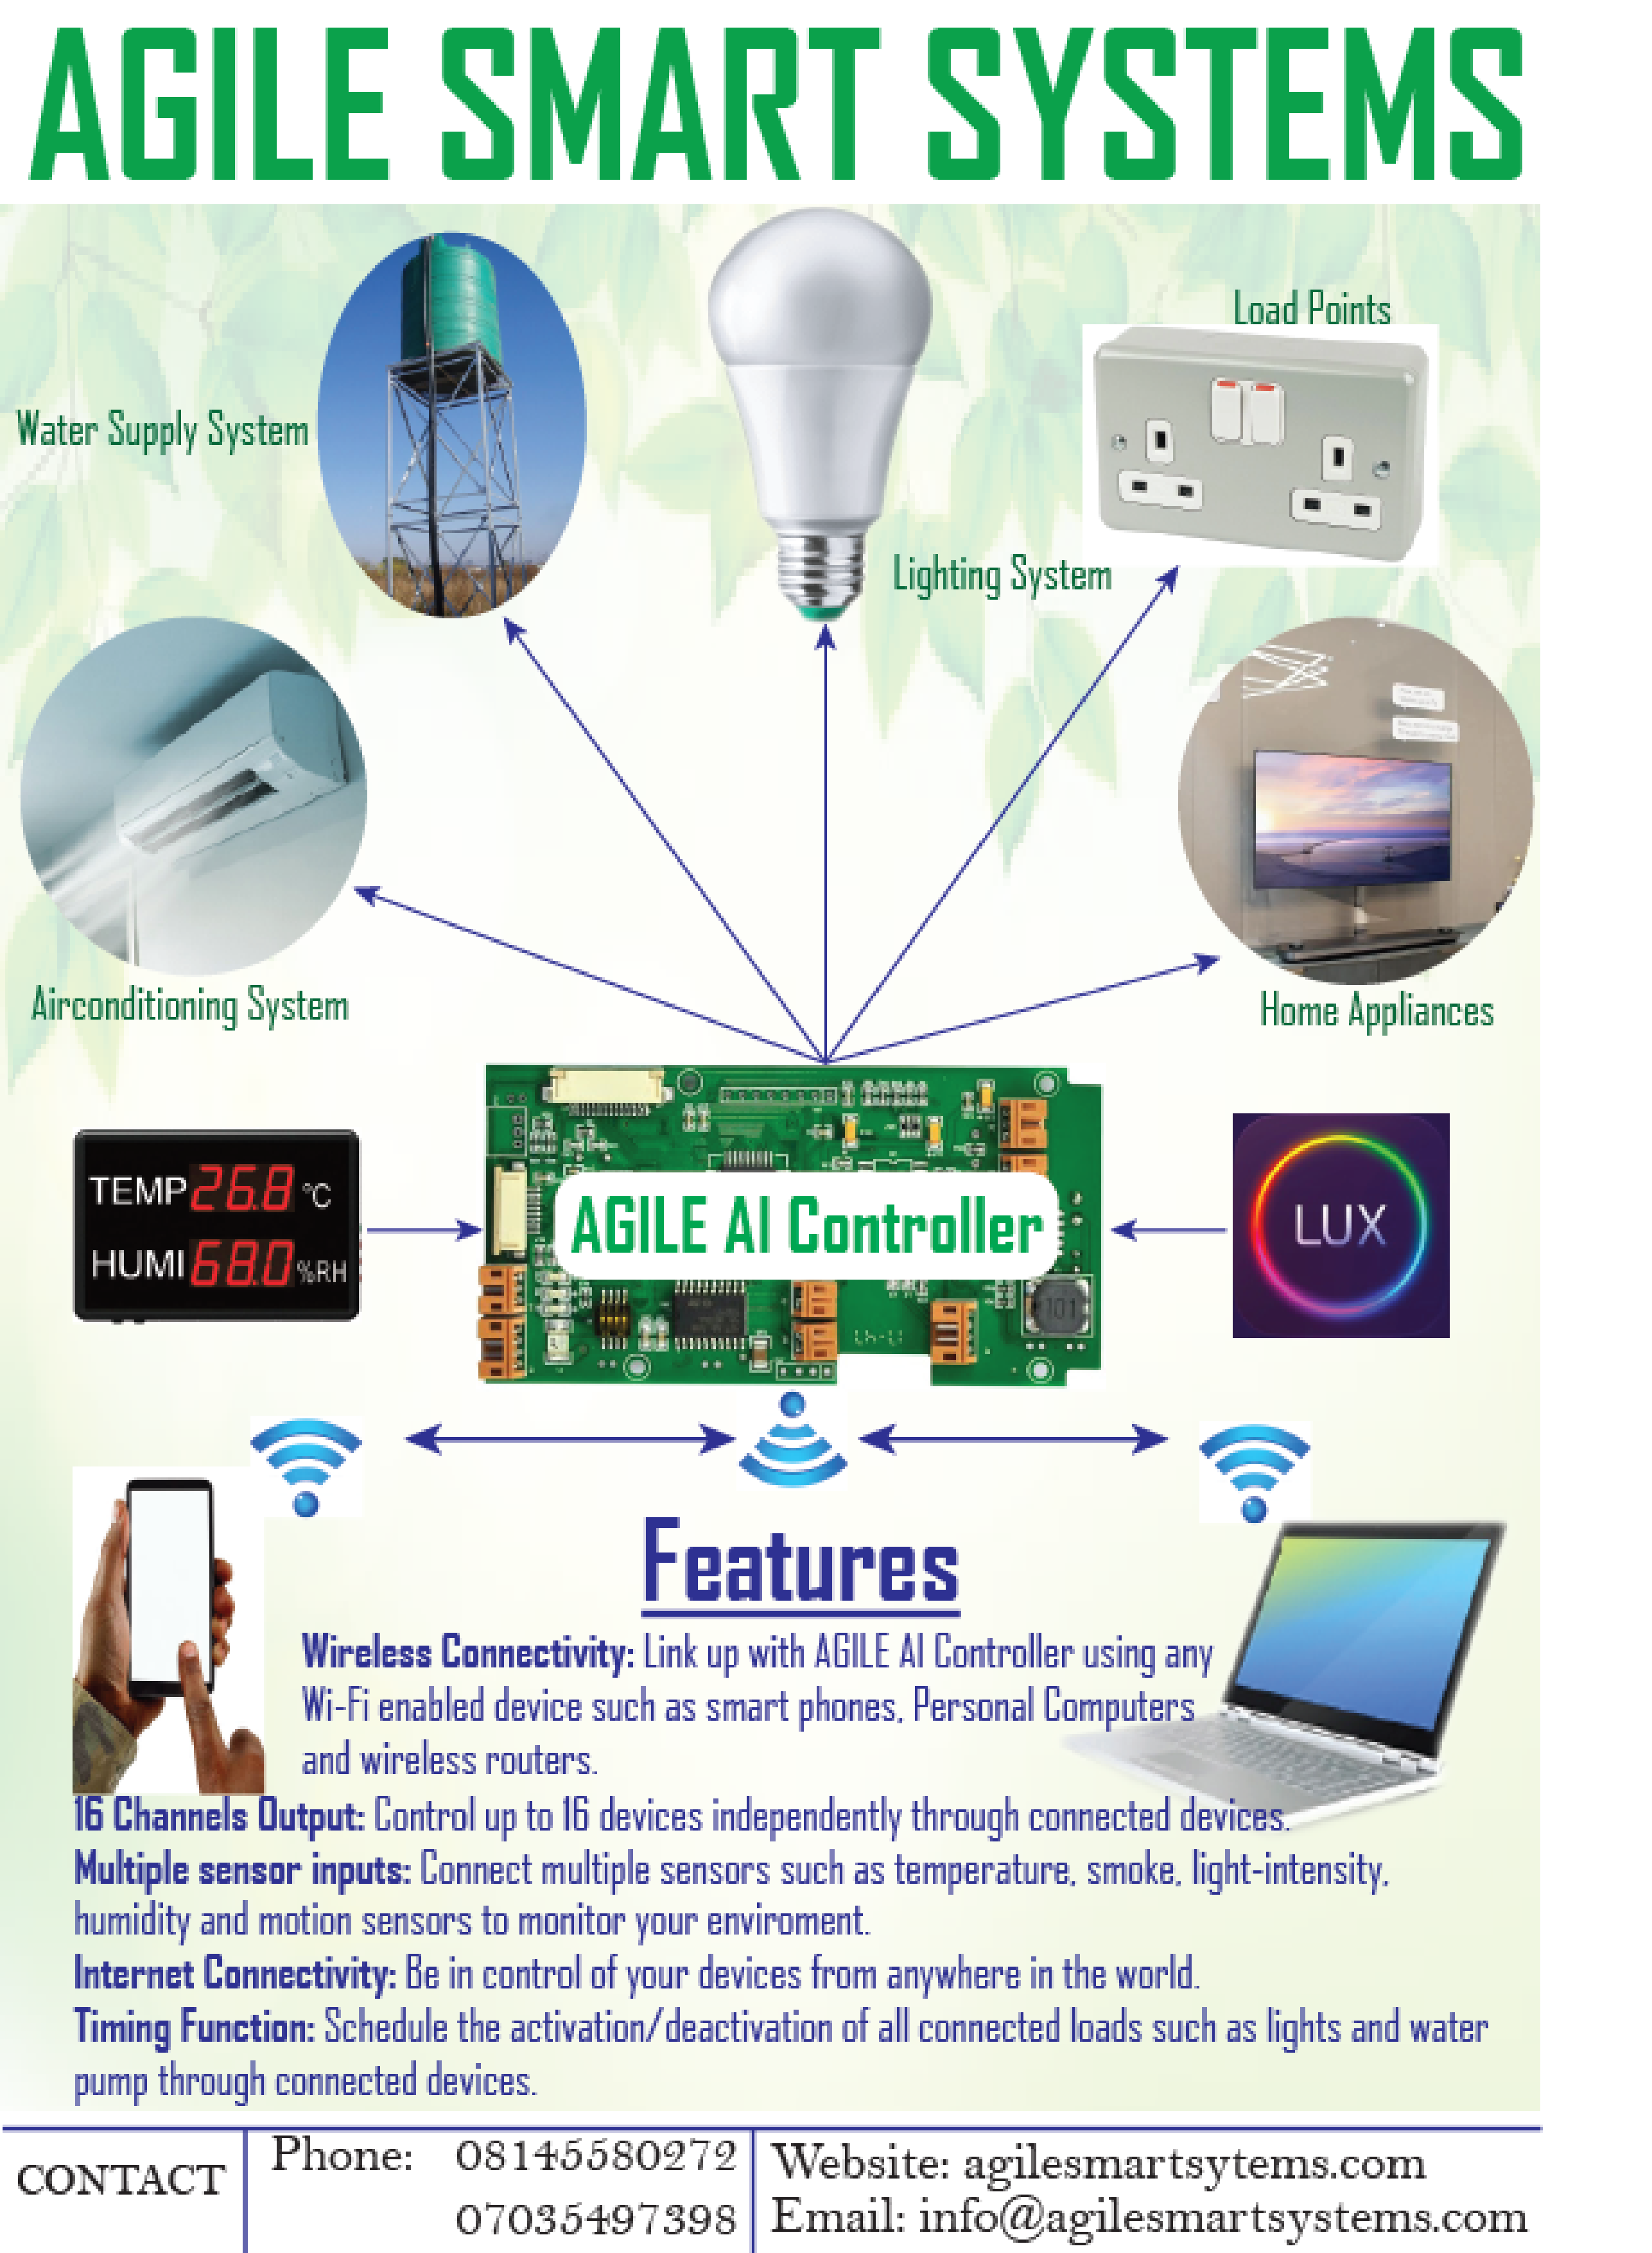 AGILE SMART SYSTEMS
Load Points
Water Supply System
Lighting System
Airconditioning System
Home Appliances
TEMP 26.8 °C
HUMI 68.0 %RH
AGILE AI Controller
LUX
101
Features
Wireless Connectivity: Link up with AGILE AI Controller using any
Wi-Fi enabled device such as smart phones, Personal Computers
and wireless routers.
16 Channels Output: Control up to 16 devices independently through connected devices.
Multiple sensor inputs: Connect multiple sensors such as temperature, smoke, light-intensity,
humidity and motion sensors to monitor your enviroment.
Internet Connectivity: Be in control of your devices from anywhere in the world.
Timing Function: Schedule the activation/deactivation of all connected loads such as lights and water
pump through connected devices.
CONTACT
Phone: 08145580272
07035497398
Website: agilesmartsytems.com
Email: info@agilesmartsystems.com